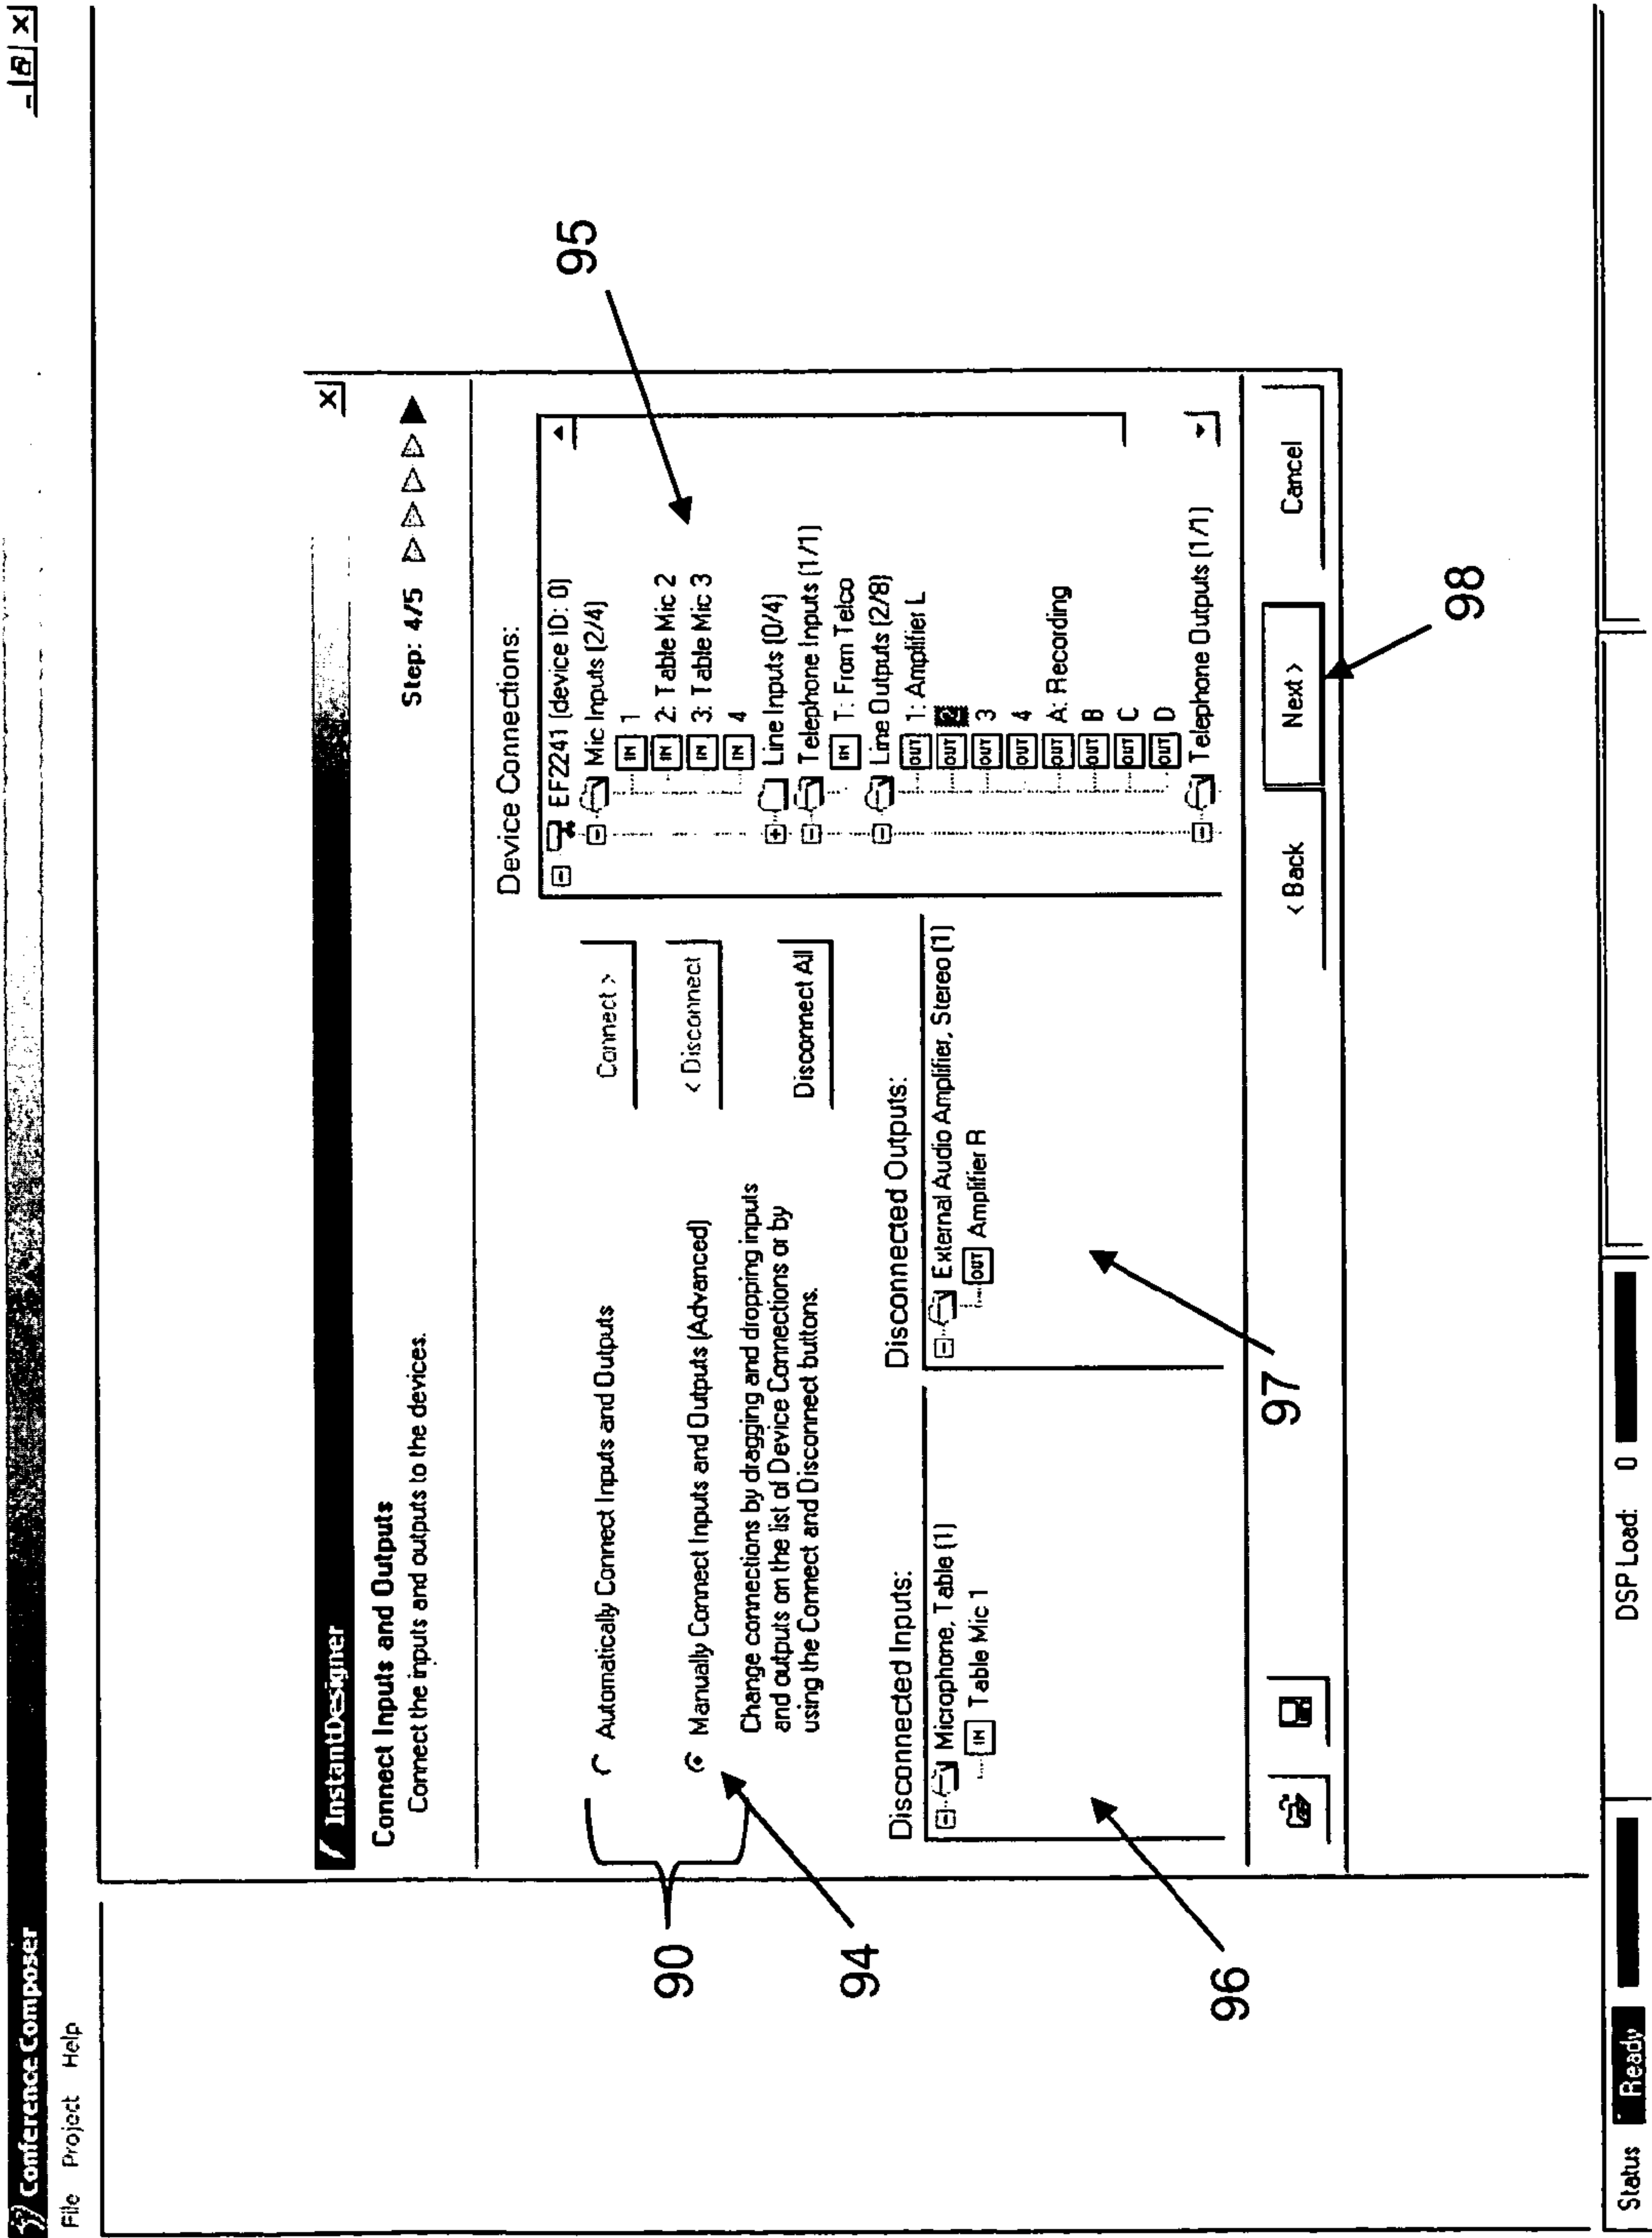 Conference Composer
File Project Help
InstantDesigner
Connect Inputs and Outputs
Connect the inputs and outputs to the devices.
Step: 4/5
Automatically Connect Inputs and Outputs
Manually Connect Inputs and Outputs (Advanced)
Change connections by dragging and dropping inputs
and outputs on the list of Device Connections or by
using the Connect and Disconnect buttons.
Connect >
< Disconnect
Disconnect All
Disconnected Inputs:
Microphone, Table (1)
IN Table Mic 1
Disconnected Outputs:
External Audio Amplifier, Stereo (1)
OUT Amplifier R
Device Connections:
EF2241 (device ID: 0)
Mic Inputs (2/4)
IN 1
IN 2: Table Mic 2
IN 3: Table Mic 3
IN 4
Line Inputs (0/4)
Telephone Inputs (1/1)
IN T: From Telco
Line Outputs (2/8)
OUT 1: Amplifier L
OUT 2
OUT 3
OUT 4
OUT A: Recording
OUT B
OUT C
OUT D
Telephone Outputs (1/1)
< Back
Next >
Cancel
Status Ready
DSP Load: 0
90
94
95
96
97
98